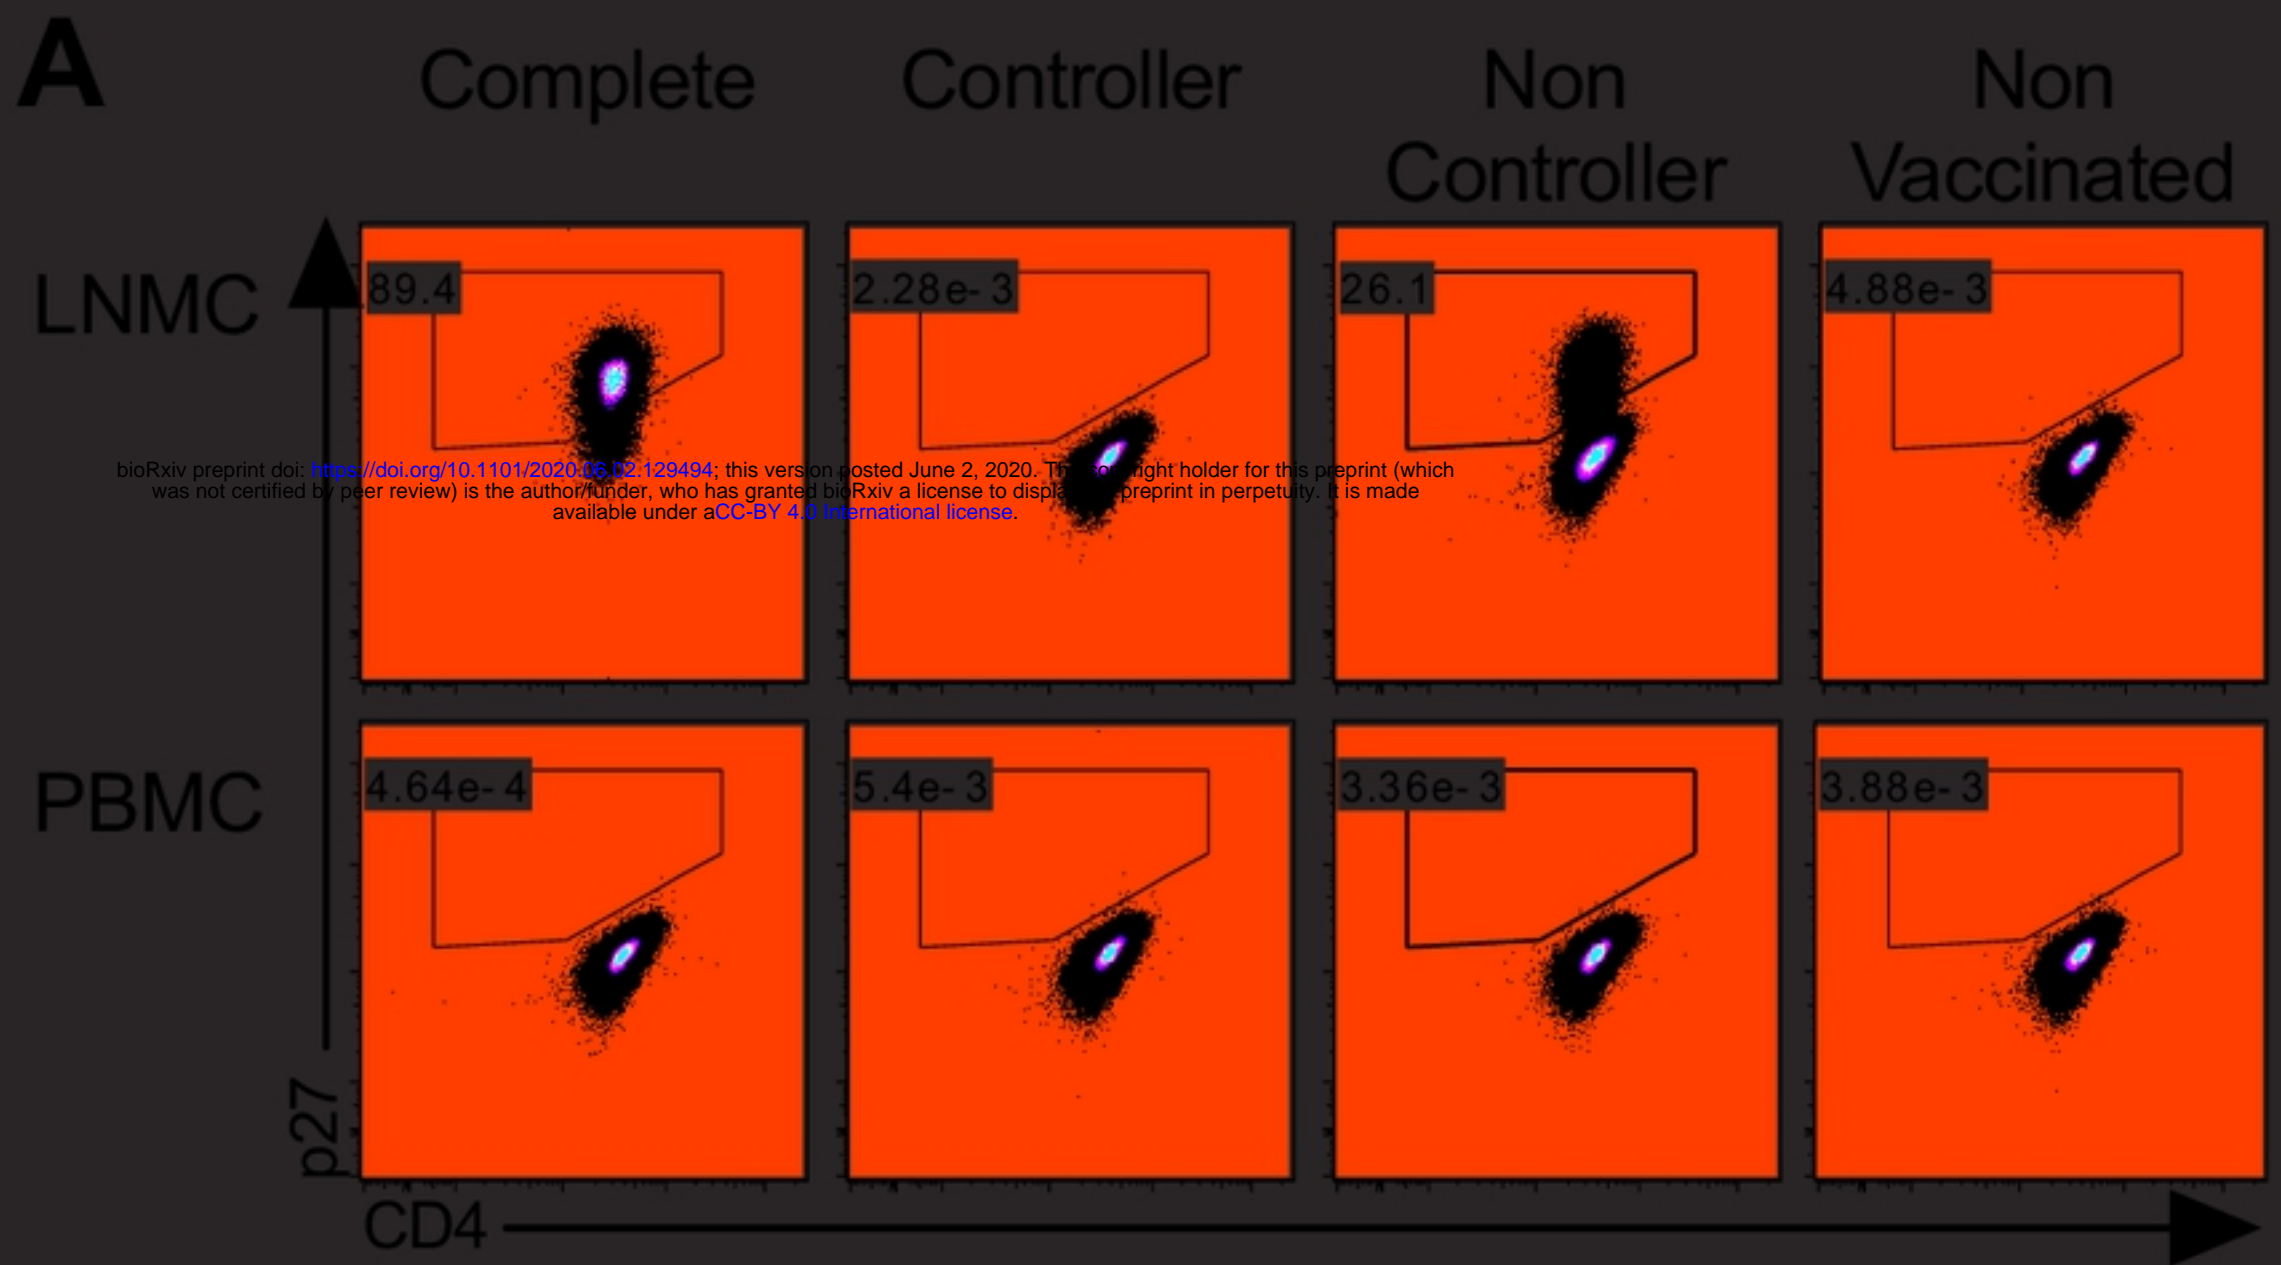 A
Complete
Controller
Non
Controller
Non
Vaccinated
LNMC
89.4
2.28e-3
26.1
4.88e-3
bioRxiv preprint doi: https://doi.org/10.1101/2020.06.02.129494; this version posted June 2, 2020. The copyright holder for this preprint (which
was not certified by peer review) is the author/funder, who has granted bioRxiv a license to display the preprint in perpetuity. It is made
available under aCC-BY 4.0 International license.
PBMC
4.64e-4
5.4e-3
3.36e-3
3.88e-3
p27
CD4